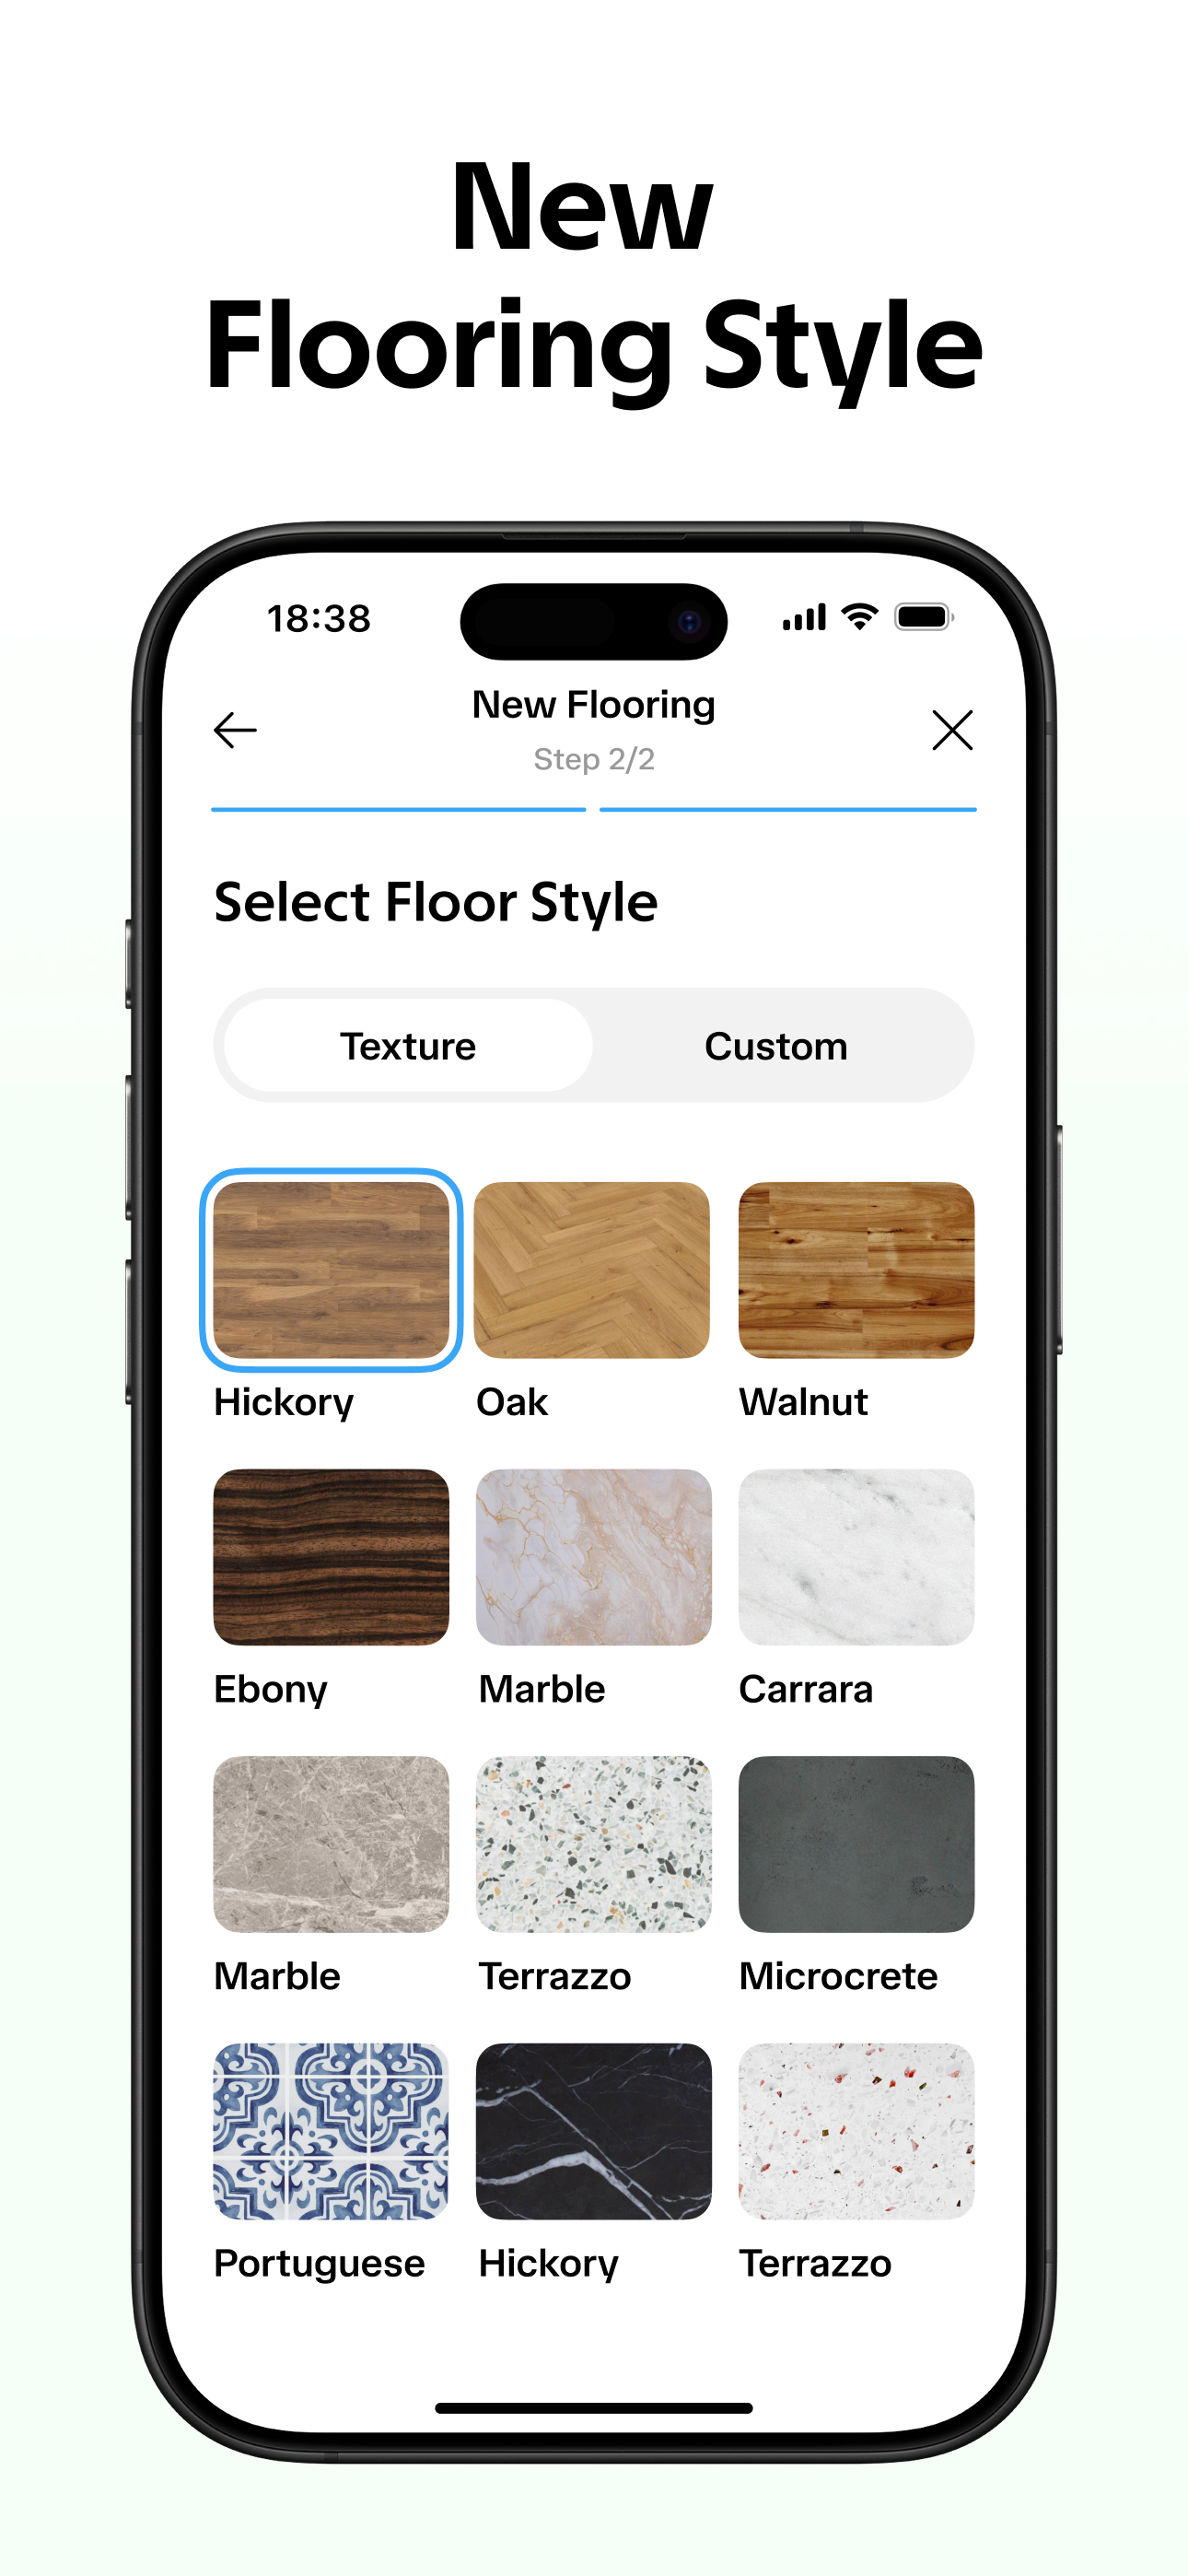 New
Flooring Style
18:38
New Flooring
Step 2/2
Select Floor Style
Texture Custom
Hickory Oak Walnut
Ebony Marble Carrara
Marble Terrazzo Microcrete
Portuguese Hickory Terrazzo